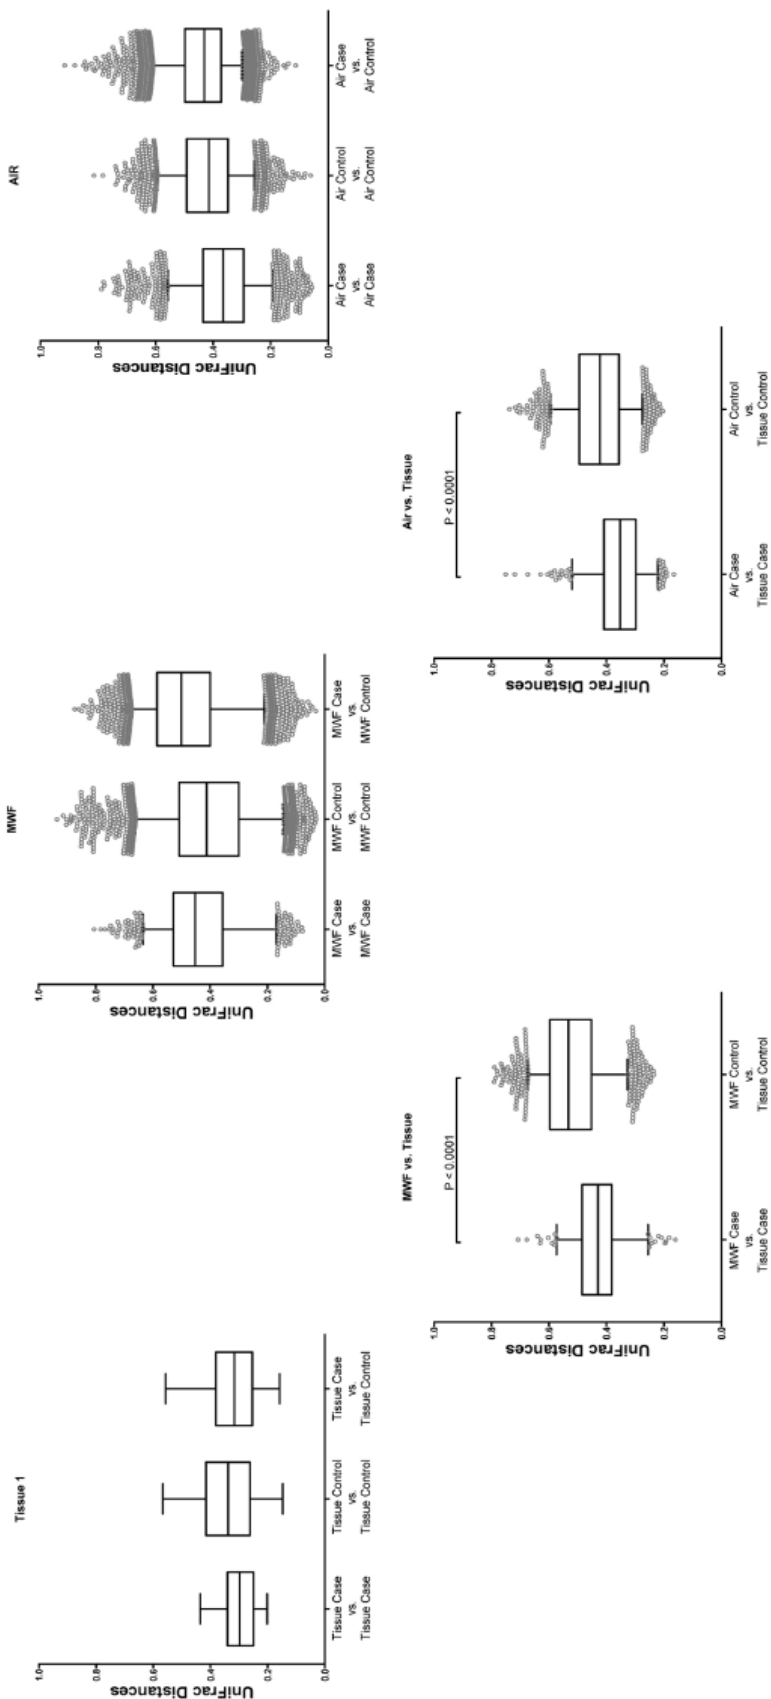 Tissue 1
UniFrac Distances
1.0
0.8
0.6
0.4
0.2
0.0
Tissue Case
vs.
Tissue Case
Tissue Control
vs.
Tissue Control
Tissue Case
vs.
Tissue Control
MWF
UniFrac Distances
1.0
0.8
0.6
0.4
0.2
0.0
MWF Case
vs.
MWF Case
MWF Control
vs.
MWF Control
MWF Case
vs.
MWF Control
AIR
UniFrac Distances
1.0
0.8
0.6
0.4
0.2
0.0
Air Case
vs.
Air Case
Air Control
vs.
Air Control
Air Case
vs.
Air Control
MWF vs. Tissue
P < 0.0001
UniFrac Distances
1.0
0.8
0.6
0.4
0.2
0.0
MWF Case
vs.
Tissue Case
MWF Control
vs.
Tissue Control
Air vs. Tissue
P < 0.0001
UniFrac Distances
1.0
0.8
0.6
0.4
0.2
0.0
Air Case
vs.
Tissue Case
Air Control
vs.
Tissue Control